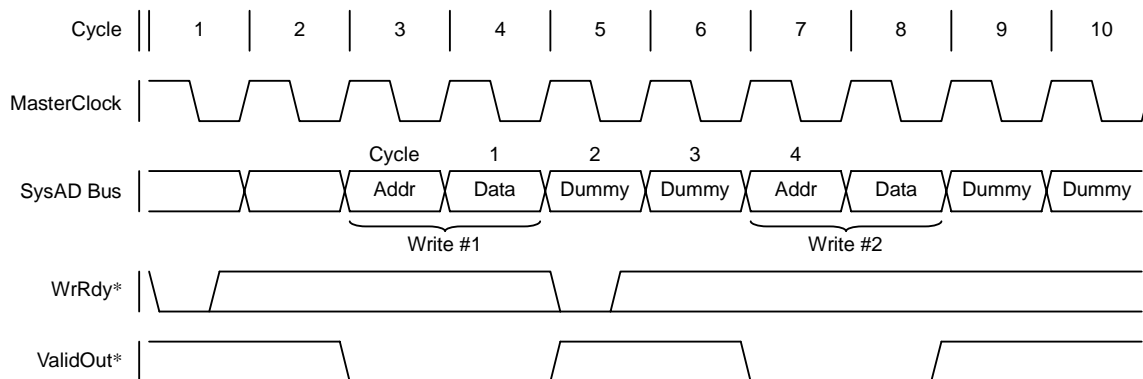 Cycle 1 2 3 4 5 6 7 8 9 10
MasterClock
Cycle 1 2 3 4
SysAD Bus Addr Data Dummy Dummy Addr Data Dummy Dummy
Write #1 Write #2
WrRdy*
ValidOut*